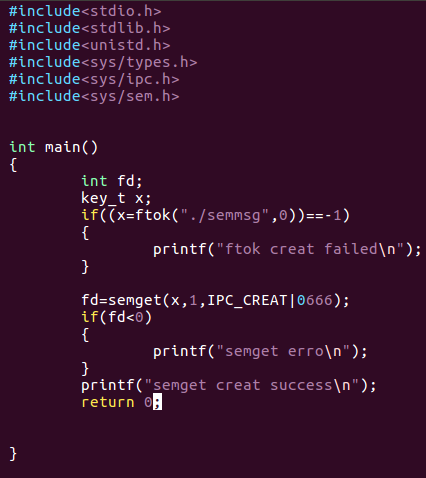 #include<stdio.h>
#include<stdlib.h>
#include<unistd.h>
#include<sys/types.h>
#include<sys/ipc.h>
#include<sys/sem.h>
int main()
{
        int fd;
        key_t x;
        if((x=ftok("./semmsg",0))==-1)
        {
                printf("ftok creat failed\n");
        }
        fd=semget(x,1,IPC_CREAT|0666);
        if(fd<0)
        {
                printf("semget erro\n");
        }
        printf("semget creat success\n");
        return 0;
}